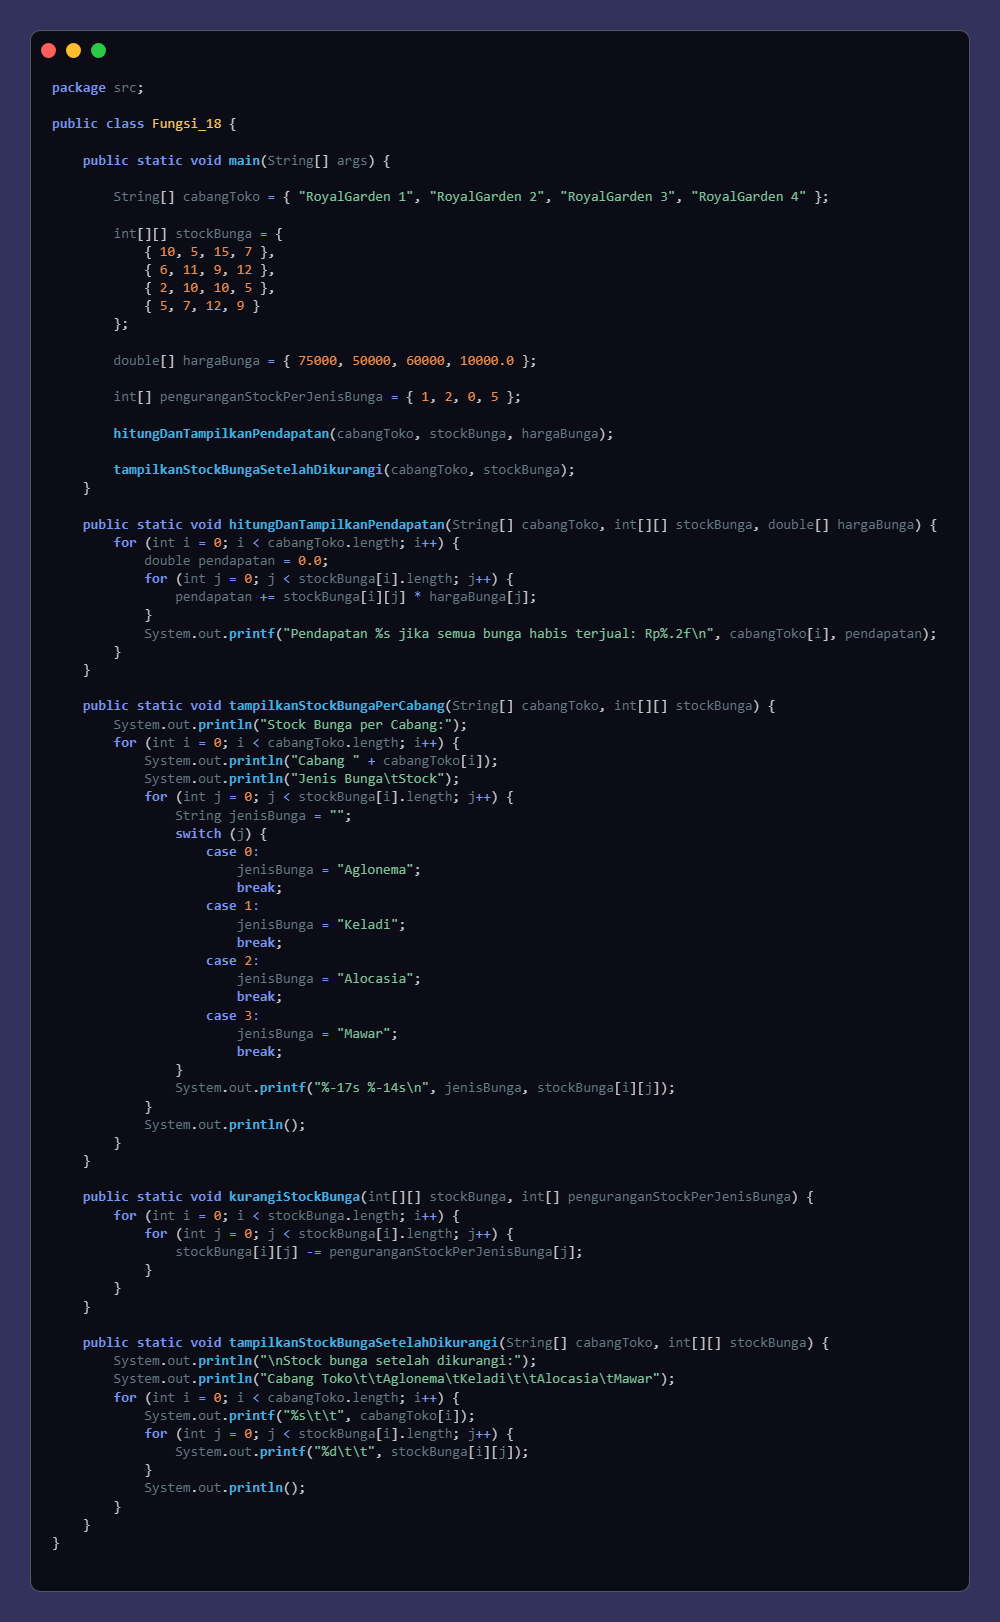 package src;

public class Fungsi_18 {

    public static void main(String[] args) {

        String[] cabangToko = { "RoyalGarden 1", "RoyalGarden 2", "RoyalGarden 3", "RoyalGarden 4" };

        int[][] stockBunga = {
            { 10, 5, 15, 7 },
            { 6, 11, 9, 12 },
            { 2, 10, 10, 5 },
            { 5, 7, 12, 9 }
        };

        double[] hargaBunga = { 75000, 50000, 60000, 10000.0 };

        int[] penguranganStockPerJenisBunga = { 1, 2, 0, 5 };

        hitungDanTampilkanPendapatan(cabangToko, stockBunga, hargaBunga);

        tampilkanStockBungaSetelahDikurangi(cabangToko, stockBunga);
    }

    public static void hitungDanTampilkanPendapatan(String[] cabangToko, int[][] stockBunga, double[] hargaBunga) {
        for (int i = 0; i < cabangToko.length; i++) {
            double pendapatan = 0.0;
            for (int j = 0; j < stockBunga[i].length; j++) {
                pendapatan += stockBunga[i][j] * hargaBunga[j];
            }
            System.out.printf("Pendapatan %s jika semua bunga habis terjual: Rp%.2f\n", cabangToko[i], pendapatan);
        }
    }

    public static void tampilkanStockBungaPerCabang(String[] cabangToko, int[][] stockBunga) {
        System.out.println("Stock Bunga per Cabang:");
        for (int i = 0; i < cabangToko.length; i++) {
            System.out.println("Cabang " + cabangToko[i]);
            System.out.println("Jenis Bunga\tStock");
            for (int j = 0; j < stockBunga[i].length; j++) {
                String jenisBunga = "";
                switch (j) {
                    case 0:
                        jenisBunga = "Aglonema";
                        break;
                    case 1:
                        jenisBunga = "Keladi";
                        break;
                    case 2:
                        jenisBunga = "Alocasia";
                        break;
                    case 3:
                        jenisBunga = "Mawar";
                        break;
                }
                System.out.printf("%-17s %-14s\n", jenisBunga, stockBunga[i][j]);
            }
            System.out.println();
        }
    }

    public static void kurangiStockBunga(int[][] stockBunga, int[] penguranganStockPerJenisBunga) {
        for (int i = 0; i < stockBunga.length; i++) {
            for (int j = 0; j < stockBunga[i].length; j++) {
                stockBunga[i][j] -= penguranganStockPerJenisBunga[j];
            }
        }
    }

    public static void tampilkanStockBungaSetelahDikurangi(String[] cabangToko, int[][] stockBunga) {
        System.out.println("\nStock bunga setelah dikurangi:");
        System.out.println("Cabang Toko\t\tAglonema\tKeladi\t\tAlocasia\tMawar");
        for (int i = 0; i < cabangToko.length; i++) {
            System.out.printf("%s\t\t", cabangToko[i]);
            for (int j = 0; j < stockBunga[i].length; j++) {
                System.out.printf("%d\t\t", stockBunga[i][j]);
            }
            System.out.println();
        }
    }
}